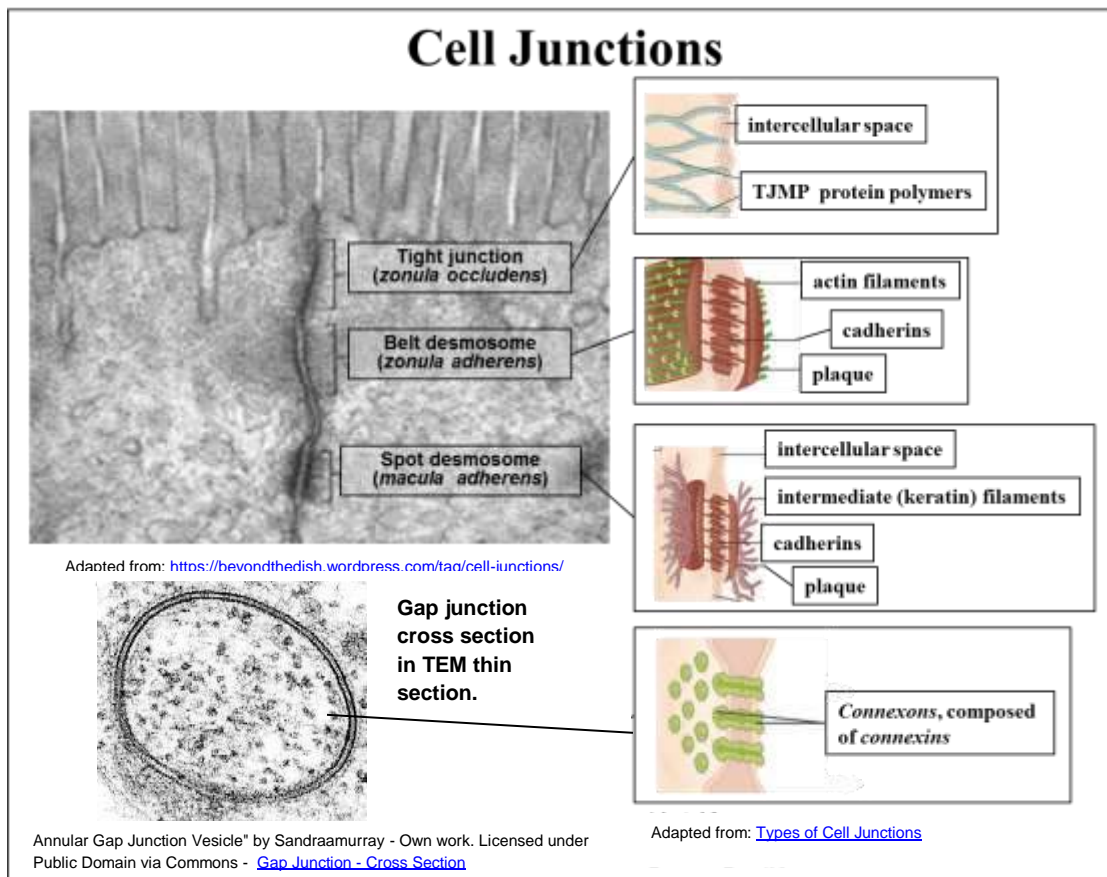 Cell Junctions
intercellular space
TJMP protein polymers
Tight junction
(zonula occludens)
actin filaments
cadherins
plaque
Belt desmosome
(zonula adherens)
intercellular space
intermediate (keratin) filaments
cadherins
plaque
Spot desmosome
(macula adherens)
Adapted from: https://beyondthedish.wordpress.com/tag/cell-junctions/
Gap junction
cross section
in TEM thin
section.
Connexons, composed
of connexins
Annular Gap Junction Vesicle" by Sandraamurray - Own work. Licensed under
Public Domain via Commons - Gap Junction - Cross Section
Adapted from: Types of Cell Junctions